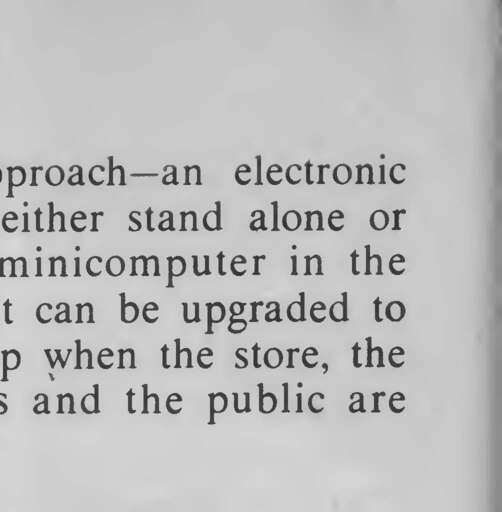 pproach—an electronic
either stand alone or
minicomputer in the
t can be upgraded to
p when the store, the
s and the public are